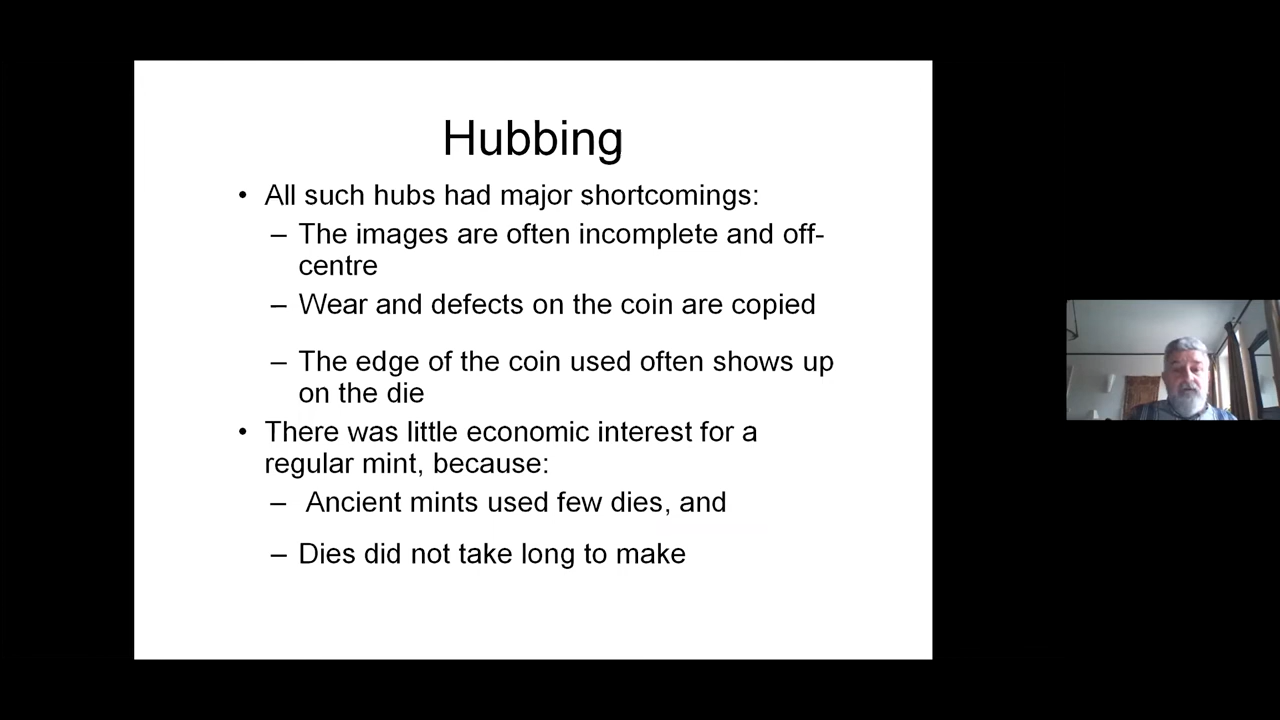 Hubbing
• All such hubs had major shortcomings:
– The images are often incomplete and off-
centre
– Wear and defects on the coin are copied
– The edge of the coin used often shows up
on the die
• There was little economic interest for a
regular mint, because:
– Ancient mints used few dies, and
– Dies did not take long to make